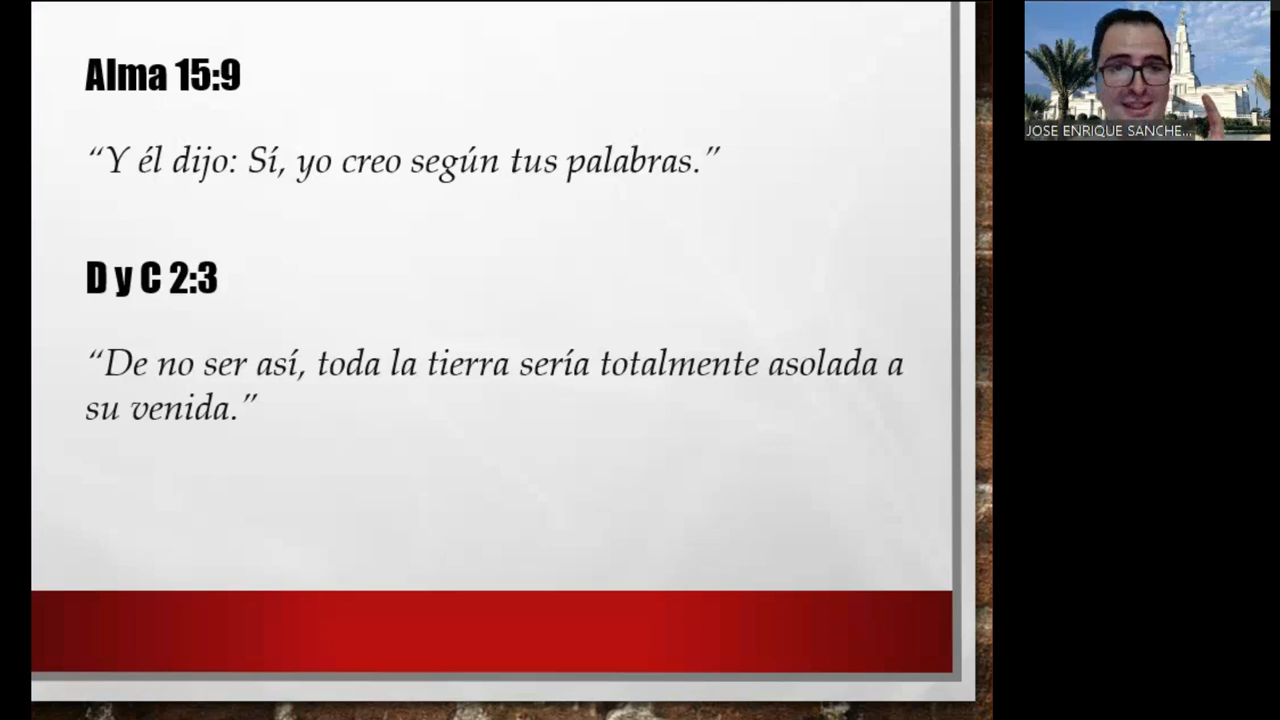 Alma 15:9
“Y él dijo: Sí, yo creo según tus palabras.”
D y C 2:3
“De no ser así, toda la tierra sería totalmente asolada a
su venida.”
JOSE ENRIQUE SANCHE...